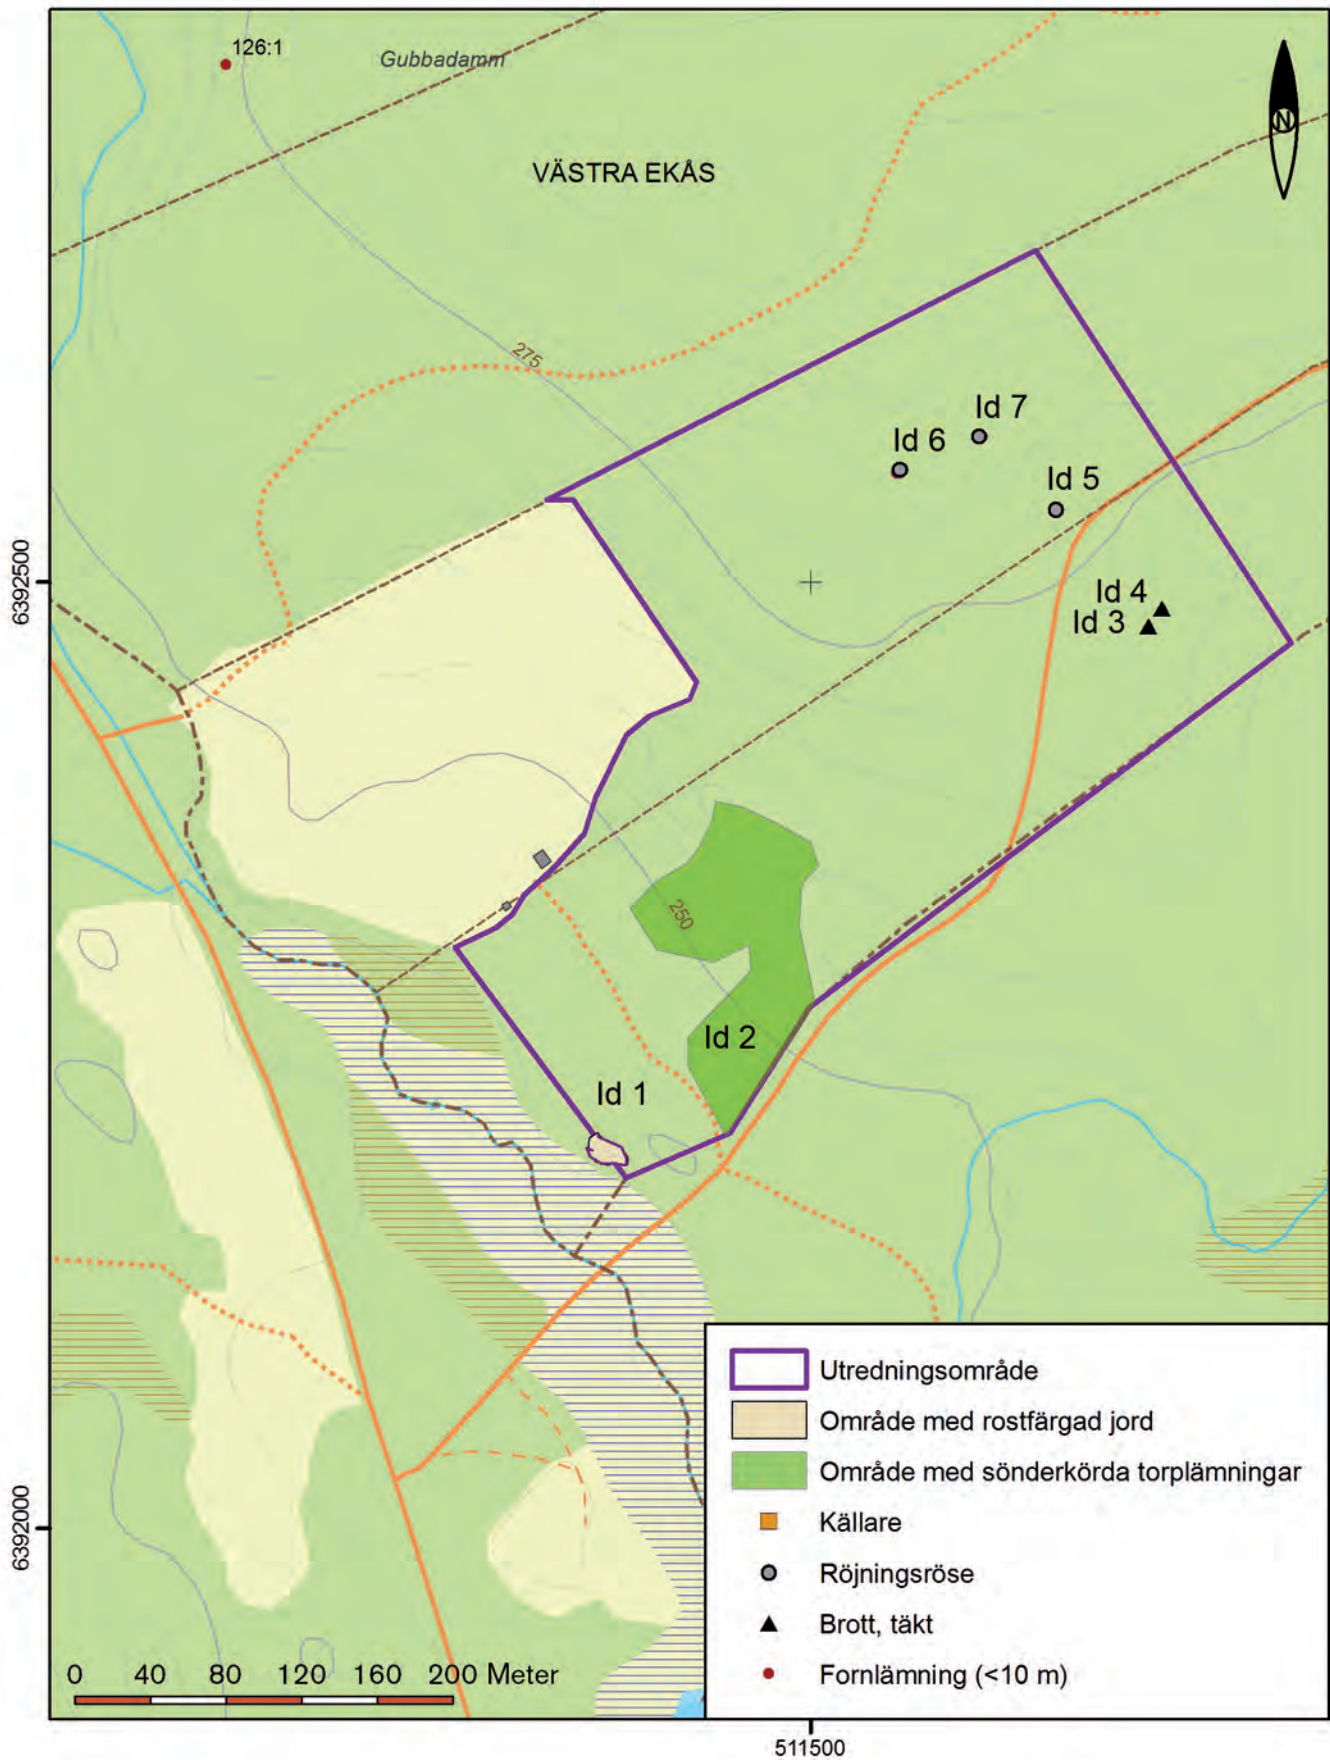 126:1
Gubbadamm
N
VÄSTRA EKÅS
275
Id 7
Id 6
Id 5
6392500
Id 4
Id 3
250
Id 2
Id 1
Utredningsområde
Område med rostfärgad jord
Område med sönderkörda torplämningar
6392000
Källare
Röjningsröse
Brott, täkt
Fornlämning (<10 m)
0 40 80 120 160 200 Meter
511500